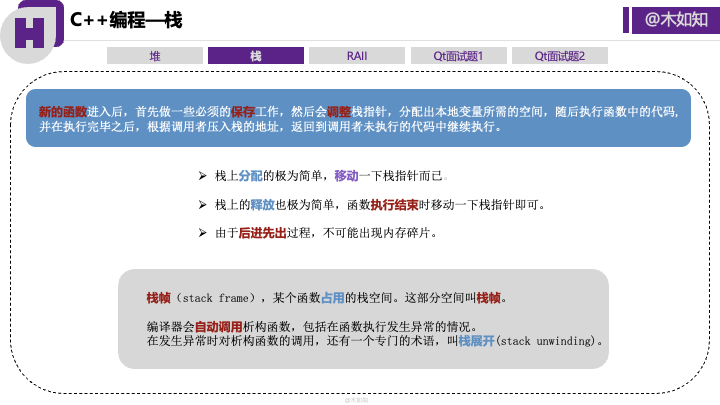 H
C++编程—栈
@木如知
堆
栈
RAII
Qt面试题1
Qt面试题2
新的函数进入后，首先做一些必须的保存工作，然后会调整栈指针，分配出本地变量所需的空间，随后执行函数中的代码，
并在执行完毕之后，根据调用者压入栈的地址，返回到调用者未执行的代码中继续执行。
➢ 栈上分配的极为简单，移动一下栈指针而已。
➢ 栈上的释放也极为简单，函数执行结束时移动一下栈指针即可。
➢ 由于后进先出过程，不可能出现内存碎片。
栈帧（stack frame），某个函数占用的栈空间。这部分空间叫栈帧。
编译器会自动调用析构函数，包括在函数执行发生异常的情况。
在发生异常时对析构函数的调用，还有一个专门的术语，叫栈展开(stack unwinding)。
@木如知